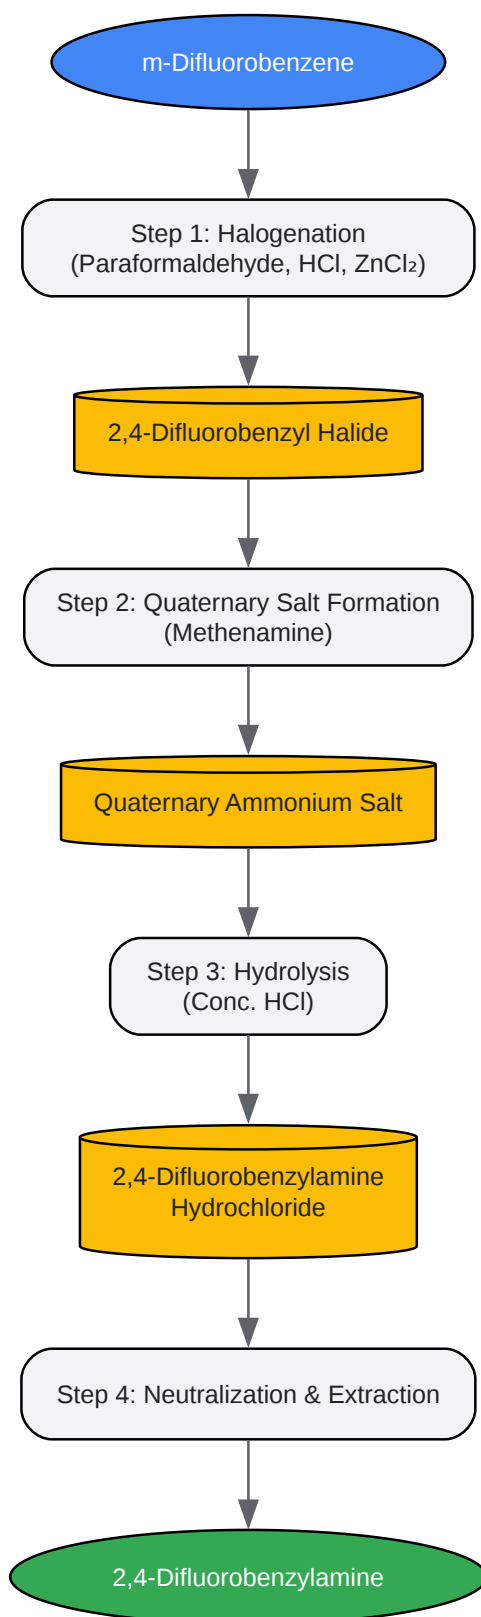 m-Difluorobenzene
Step 1: Halogenation
(Paraformaldehyde, HCl, ZnCl₂)
2,4-Difluorobenzyl Halide
Step 2: Quaternary Salt Formation
(Methenamine)
Quaternary Ammonium Salt
Step 3: Hydrolysis
(Conc. HCl)
2,4-Difluorobenzylamine
Hydrochloride
Step 4: Neutralization & Extraction
2,4-Difluorobenzylamine